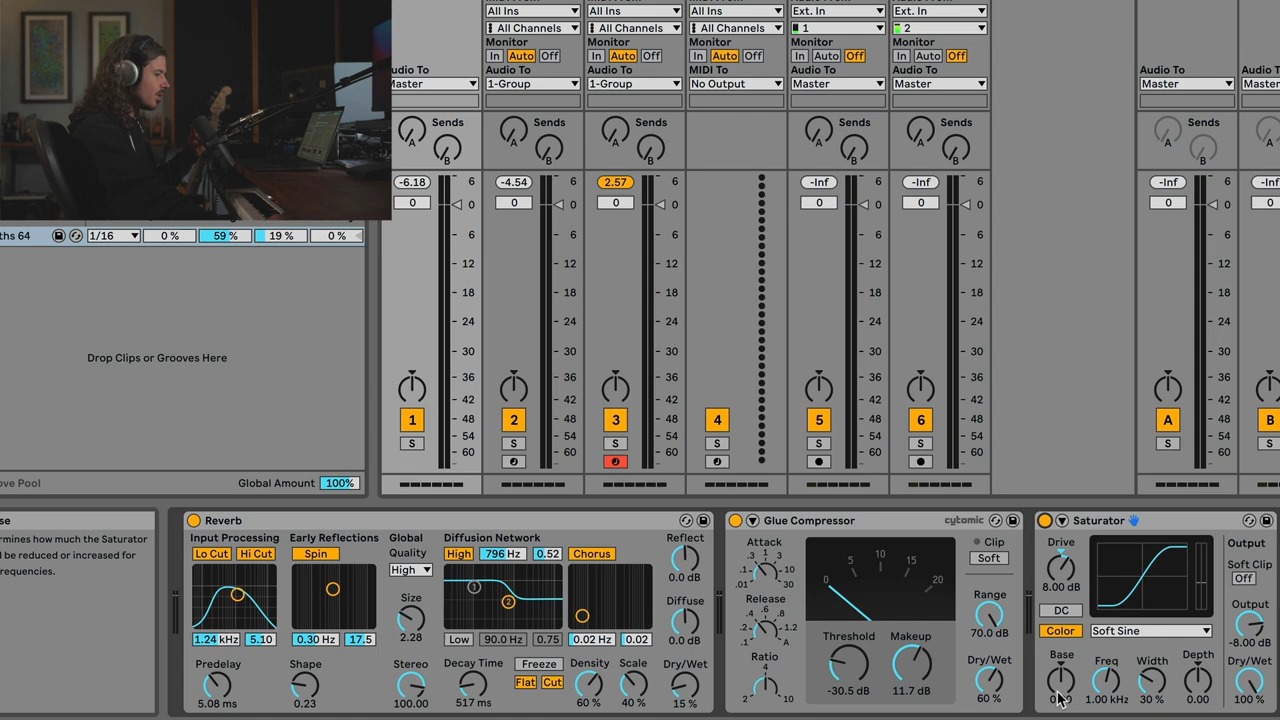 All Ins All Ins All Ins Ext. In Ext. In
All Channels All Channels All Channels 1 2
Monitor Monitor Monitor Monitor Monitor
In Auto Off In Auto Off In Auto Off In Auto Off In Auto Off
udio To Audio To Audio To MIDI To Audio To Audio To Audio To Audio
Master 1-Group 1-Group No Output Master Master Master Maste
Sends Sends Sends Sends Sends Sends
A B A B A B A B A B A B A
-6.18 -4.54 2.57 -Inf -Inf -Inf -Inf
0 0 0 0 0 0 0
6 6 6 6 6 6
0 0 0 0 0 0
6 6 6 6 6 6
12 12 12 12 12 12
18 18 18 18 18 18
24 24 24 24 24 24
30 30 30 30 30 30
36 36 36 36 36 36
42 42 42 42 42 42
48 48 48 48 48 48
54 54 54 54 54 54
60 60 60 60 60 60
1 2 3 4 5 6 A B
S S S S S S S S
ths 64 1/16 0 % 59 % 19 % 0 %
Drop Clips or Grooves Here
ove Pool Global Amount 100%
se
rmines how much the Saturator
l be reduced or increased for
requencies.
Reverb
Input Processing Early Reflections Global Diffusion Network Reflect
Lo Cut Hi Cut Spin Quality High 796 Hz 0.52 Chorus
High
0.0 dB
1 2
Size Diffuse
2.28
1.24 kHz 5.10 0.30 Hz 17.5 Low 90.0 Hz 0.75 0.02 Hz 0.02 0.0 dB
Predelay Shape Stereo Decay Time Freeze Density Scale Dry/Wet
Flat Cut
5.08 ms 0.23 100.00 517 ms 60 % 40 % 15 %
Glue Compressor cytomic
Attack
.01 .1 .3 1 3 10 30
Release
.1 .2 .4 .6 .8 1.2 A
Ratio
2 4 10
0 5 10 15 20
Threshold Makeup
-30.5 dB 11.7 dB
Clip
Soft
Range
70.0 dB
Dry/Wet
60 %
Saturator
Drive
8.00 dB
DC
Color Soft Sine
Base Freq Width Depth
1.00 kHz 30 % 0.00
Output
Soft Clip
Off
Output
-8.00 dB
Dry/Wet
100 %